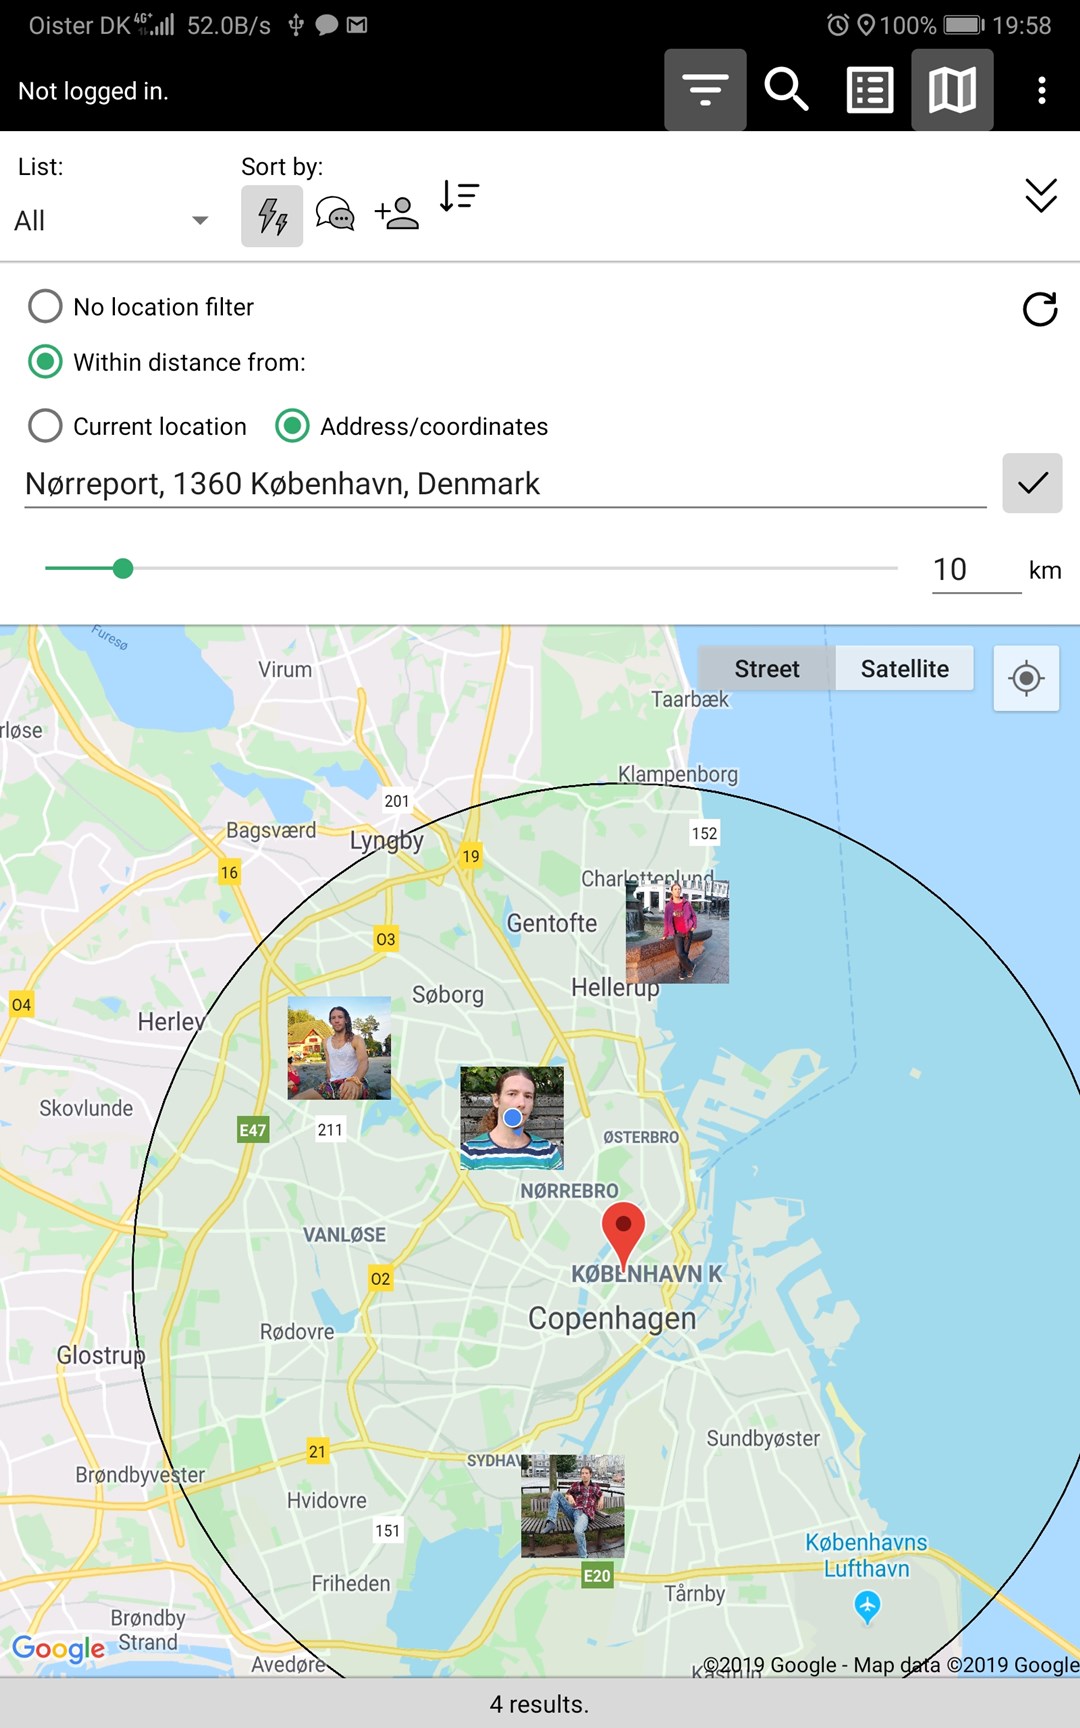 Oister DK 4G+ 52.0B/s 100% 19:58
Not logged in.
List:
Sort by:
All
No location filter
Within distance from:
Current location
Address/coordinates
Nørreport, 1360 København, Denmark
10 km
Furesø
Virum
Street
Satellite
Taarbæk
rløse
Klampenborg
201
Bagsværd
Lyngby
152
19
16
Charlottenlund
Gentofte
O3
Hellerup
Søborg
O4
Herlev
Skovlunde
E47
211
ØSTERBRO
NØRREBRO
VANLØSE
KØBENHAVN K
O2
Copenhagen
Rødovre
Glostrup
Sundbyøster
21
SYDHAV
Brøndbyvester
Hvidovre
151
Københavns
Lufthavn
E20
Friheden
Tårnby
Brøndby
Strand
Google
Avedøre
Kastrup
©2019 Google - Map data ©2019 Google
4 results.